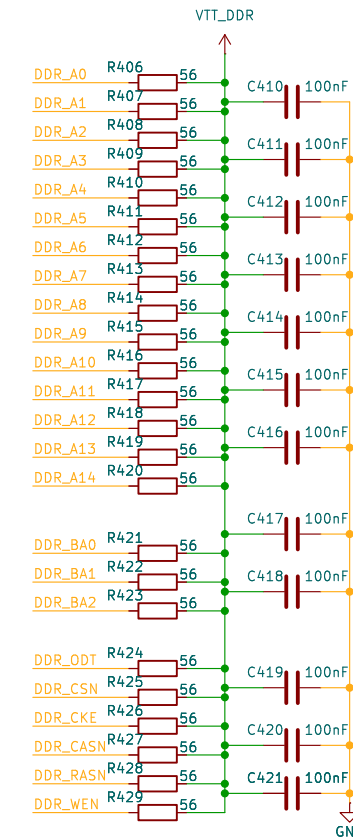 VTT_DDR
DDR_A0 R406 56
C410 100nF
DDR_A1 R407 56
DDR_A2 R408 56
C411 100nF
DDR_A3 R409 56
DDR_A4 R410 56
C412 100nF
DDR_A5 R411 56
DDR_A6 R412 56
C413 100nF
DDR_A7 R413 56
DDR_A8 R414 56
C414 100nF
DDR_A9 R415 56
DDR_A10 R416 56
C415 100nF
DDR_A11 R417 56
DDR_A12 R418 56
C416 100nF
DDR_A13 R419 56
DDR_A14 R420 56
C417 100nF
DDR_BA0 R421 56
DDR_BA1 R422 56
C418 100nF
DDR_BA2 R423 56
DDR_ODT R424 56
C419 100nF
DDR_CSN R425 56
DDR_CKE R426 56
C420 100nF
DDR_CASN R427 56
DDR_RASN R428 56
C421 100nF
DDR_WEN R429 56
GN